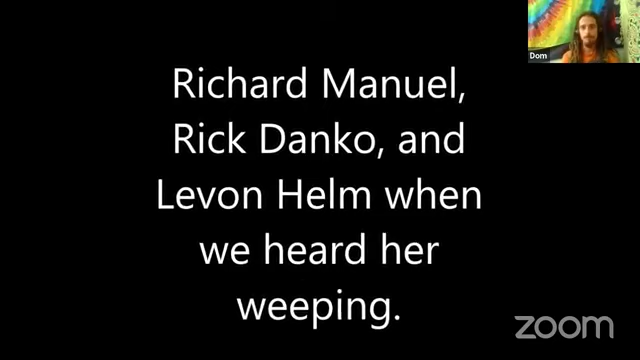 Dom
Richard Manuel,
Rick Danko, and
Levon Helm when
we heard her
weeping.
zoom